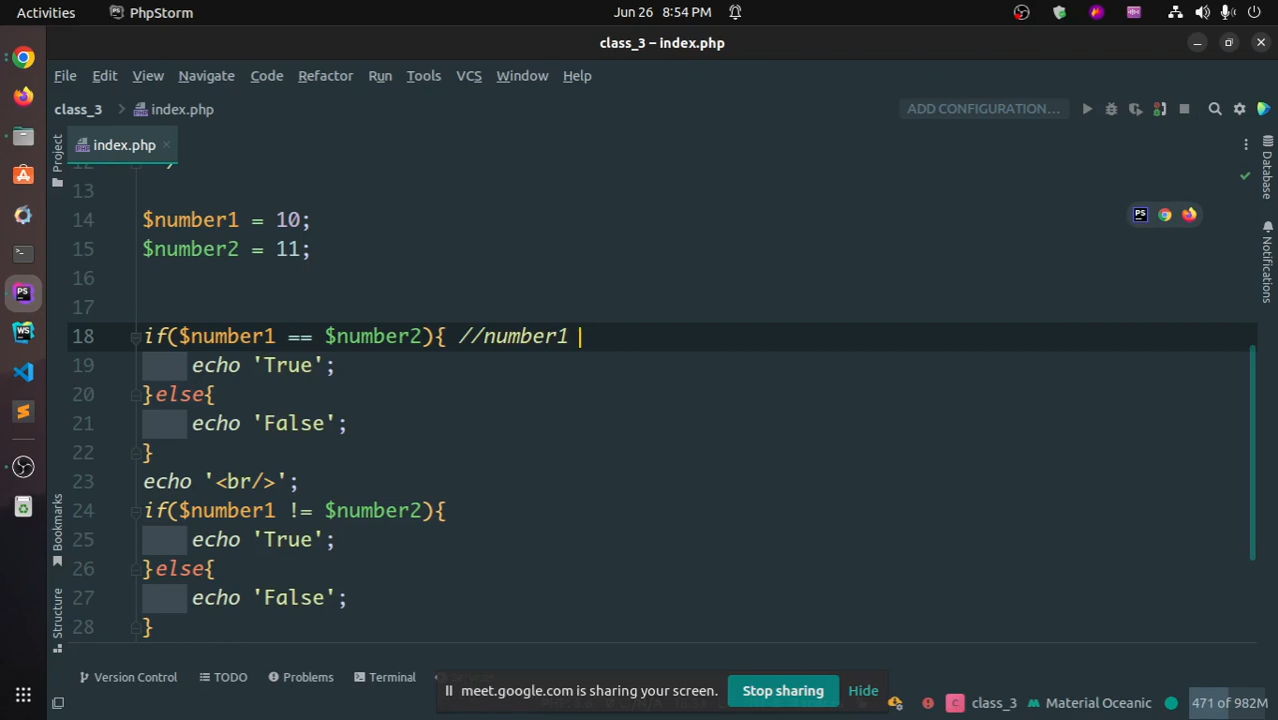 Activities PhpStorm Jun 26 8:54 PM
class_3 – index.php
File Edit View Navigate Code Refactor Run Tools VCS Window Help
class_3 index.php ADD CONFIGURATION...
index.php
Project
Database
Notifications
Bookmarks
Structure
13
14 $number1 = 10;
15 $number2 = 11;
16
17
18 if($number1 == $number2){ //number1
19 echo 'True';
20 }else{
21 echo 'False';
22 }
23 echo '<br/>';
24 if($number1 != $number2){
25 echo 'True';
26 }else{
27 echo 'False';
28 }
Version Control TODO Problems Terminal
meet.google.com is sharing your screen. Stop sharing Hide
class_3 Material Oceanic 471 of 982M